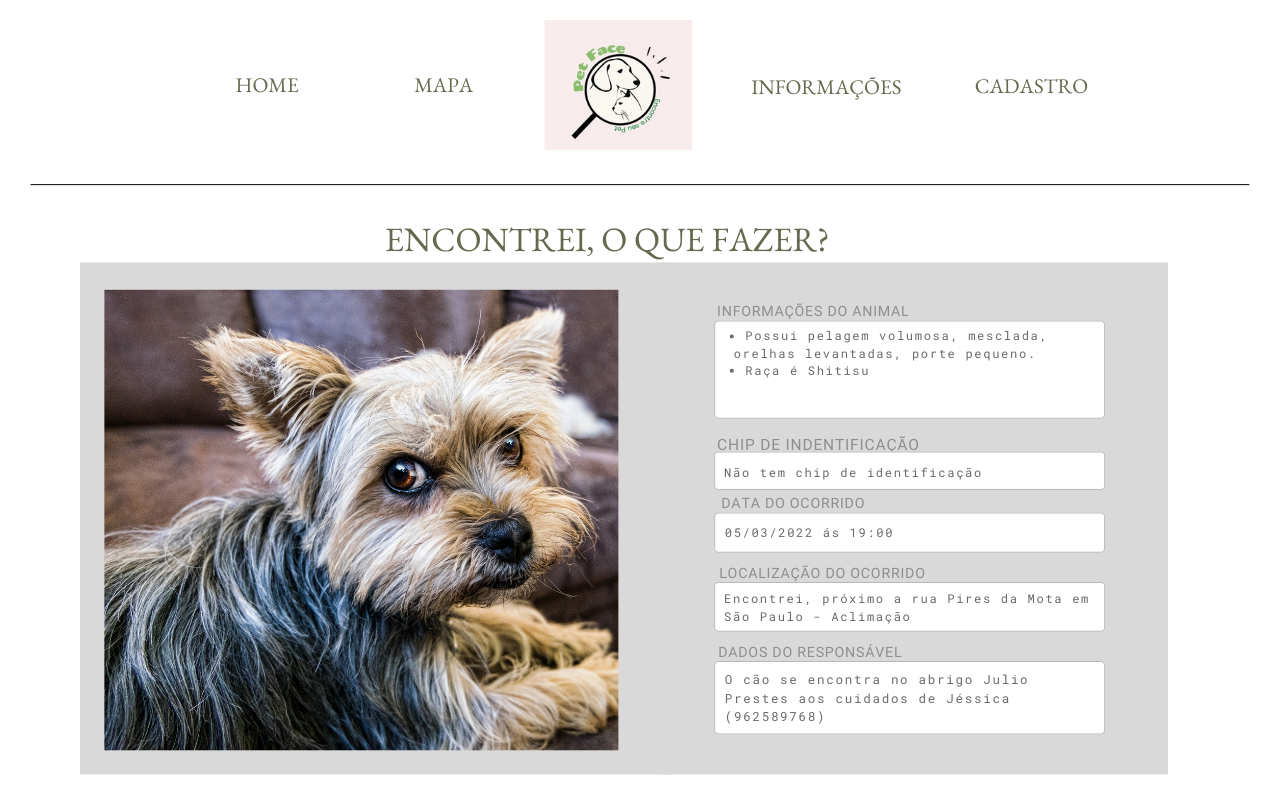 HOME
MAPA
Pet Face
Encontre seu Pet
INFORMAÇÕES
CADASTRO
ENCONTREI, O QUE FAZER?
INFORMAÇÕES DO ANIMAL
• Possui pelagem volumosa, mesclada,
orelhas levantadas, porte pequeno.
• Raça é Shitisu
CHIP DE INDENTIFICAÇÃO
Não tem chip de identificação
DATA DO OCORRIDO
05/03/2022 ás 19:00
LOCALIZAÇÃO DO OCORRIDO
Encontrei, próximo a rua Pires da Mota em
São Paulo - Aclimação
DADOS DO RESPONSÁVEL
O cão se encontra no abrigo Julio
Prestes aos cuidados de Jéssica
(962589768)